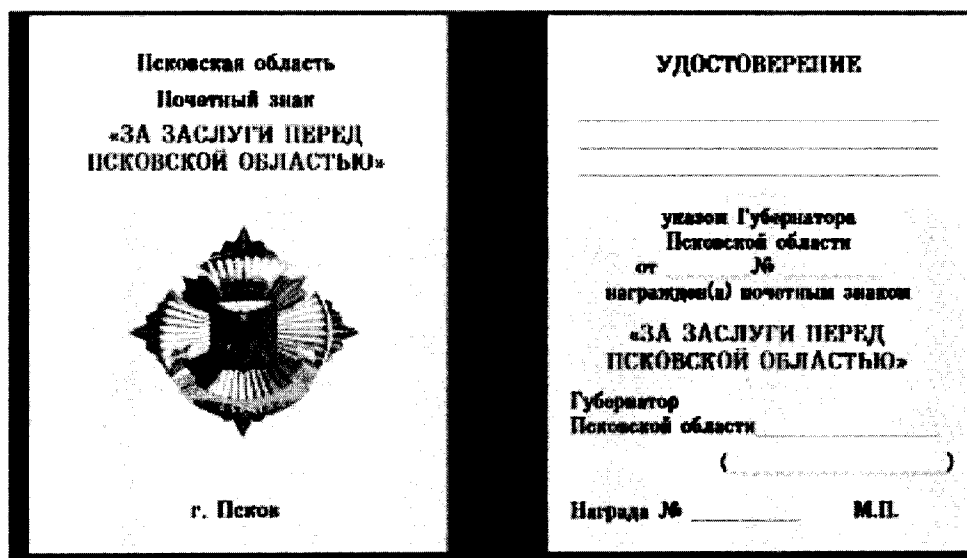 Псковская область
Почетный знак
«ЗА ЗАСЛУГИ ПЕРЕД
ПСКОВСКОЙ ОБЛАСТЬЮ»
г. Псков
УДОСТОВЕРЕНИЕ
указом Губернатора
Псковской области
от № 
награжден(а) почетным знаком
«ЗА ЗАСЛУГИ ПЕРЕД
ПСКОВСКОЙ ОБЛАСТЬЮ»
Губернатор
Псковской области
( )
Награда № М.П.